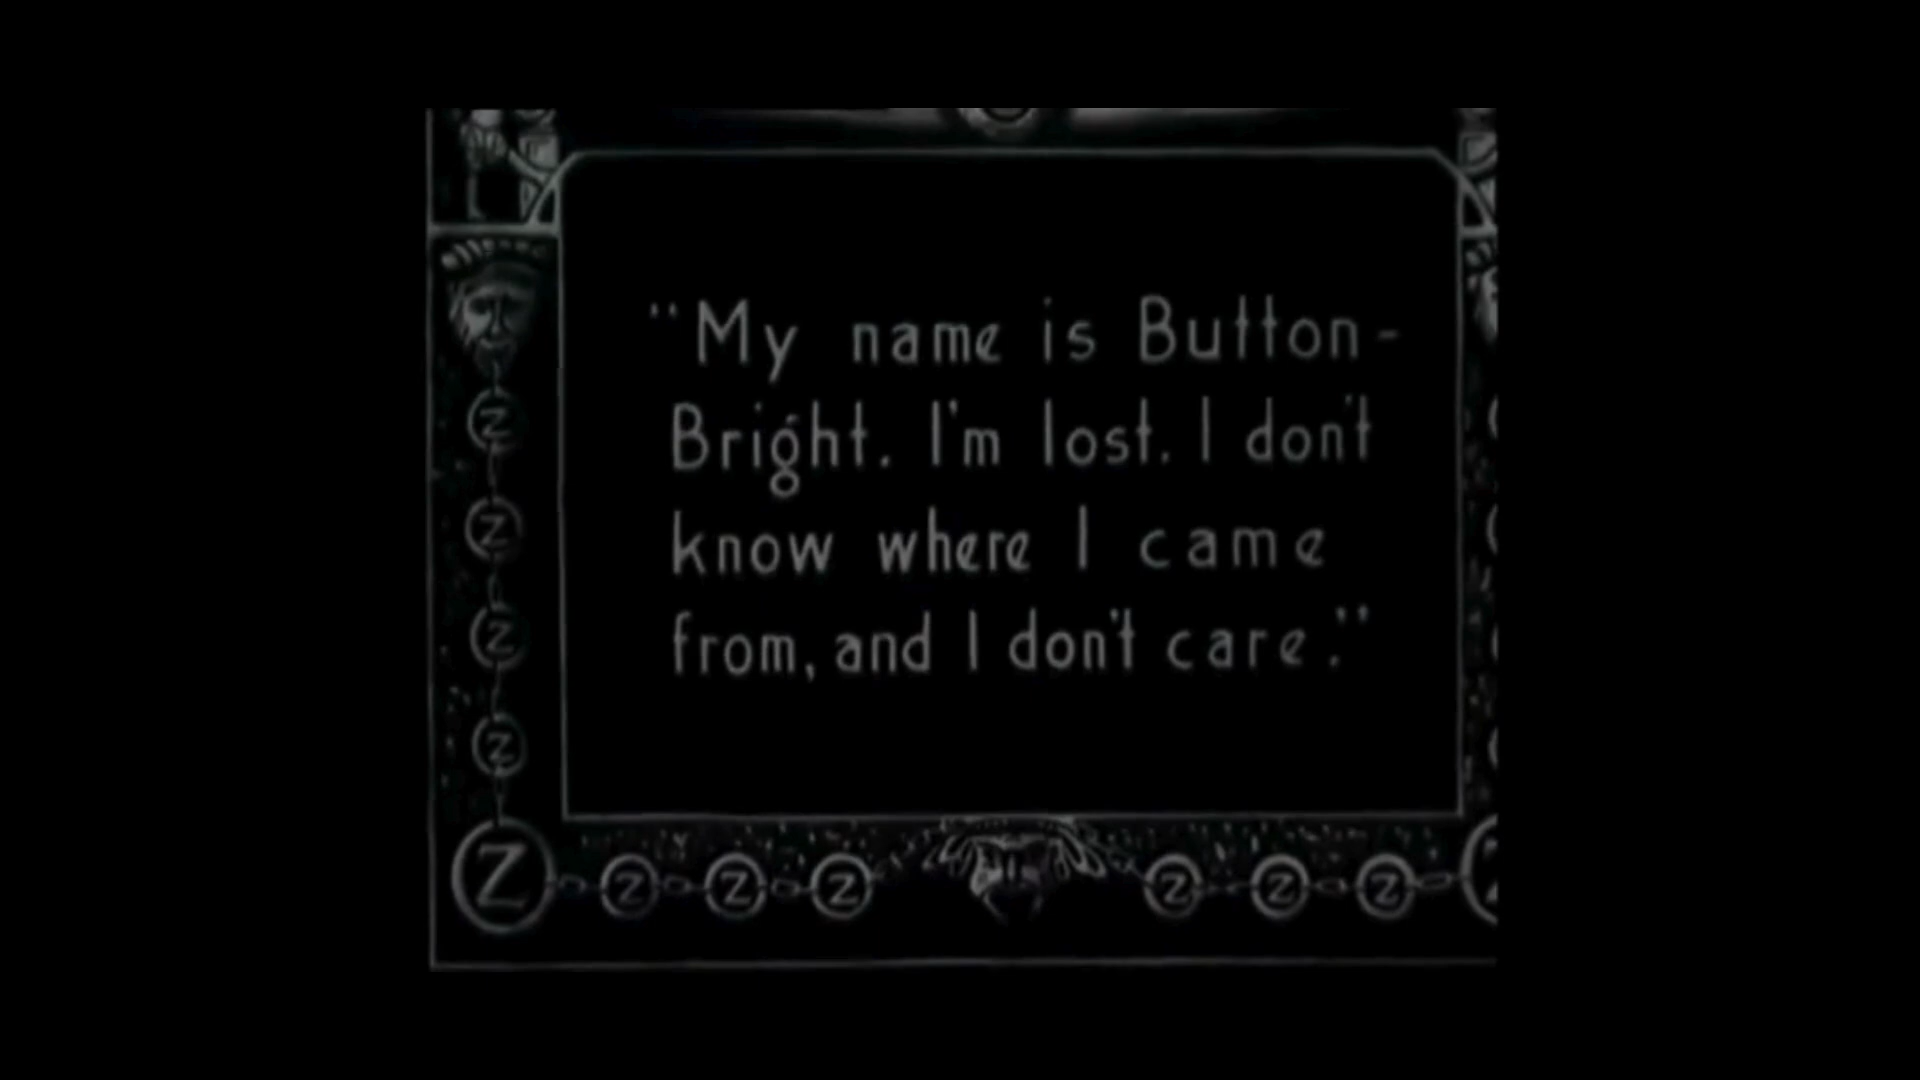 "My name is Button-
Bright. I'm lost. I don't
know where I came
from, and I don't care."
Z
Z
Z
Z
Z Z Z Z Z Z Z